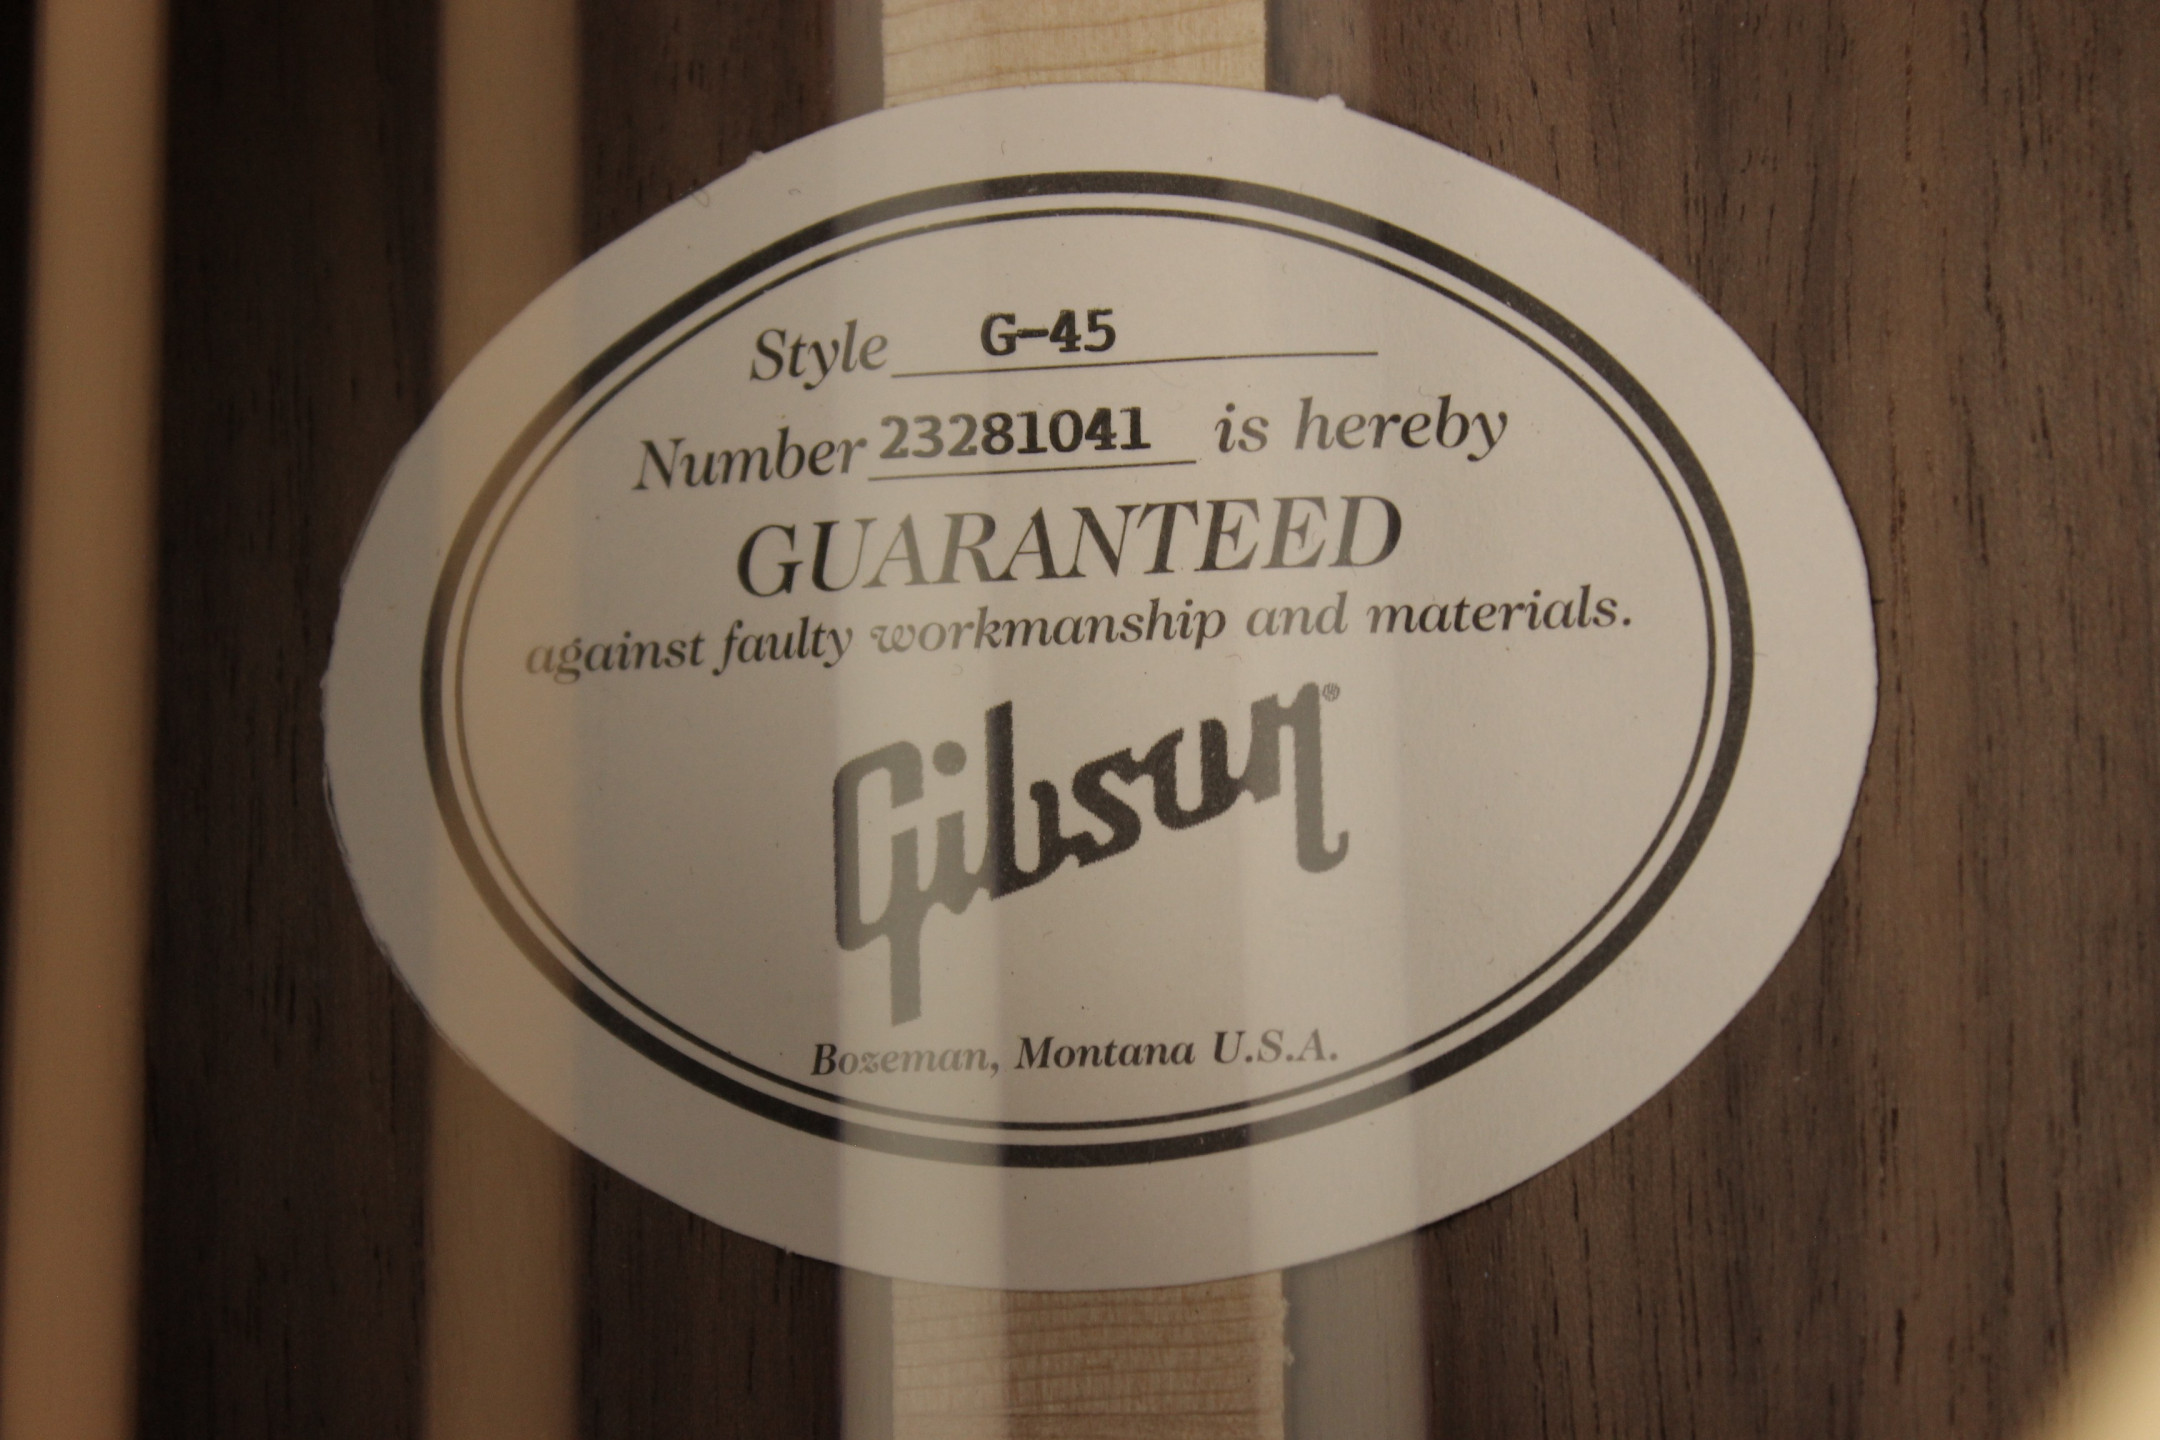 Style G-45
Number 23281041 is hereby
GUARANTEED
against faulty workmanship and materials.
Gibson®
Bozeman, Montana U.S.A.